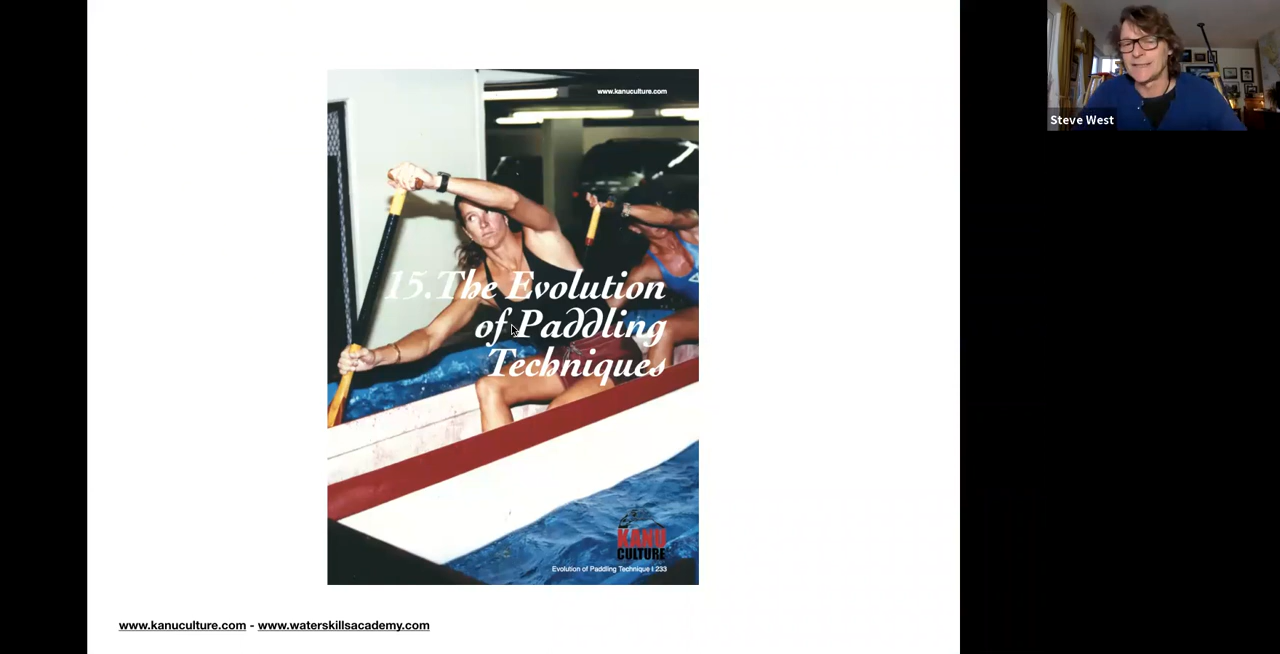 www.kanuculture.com
15.The Evolution
of Paddling
Techniques
KANU
CULTURE
Evolution of Paddling Technique I 233
www.kanuculture.com - www.waterskillsacademy.com
Steve West